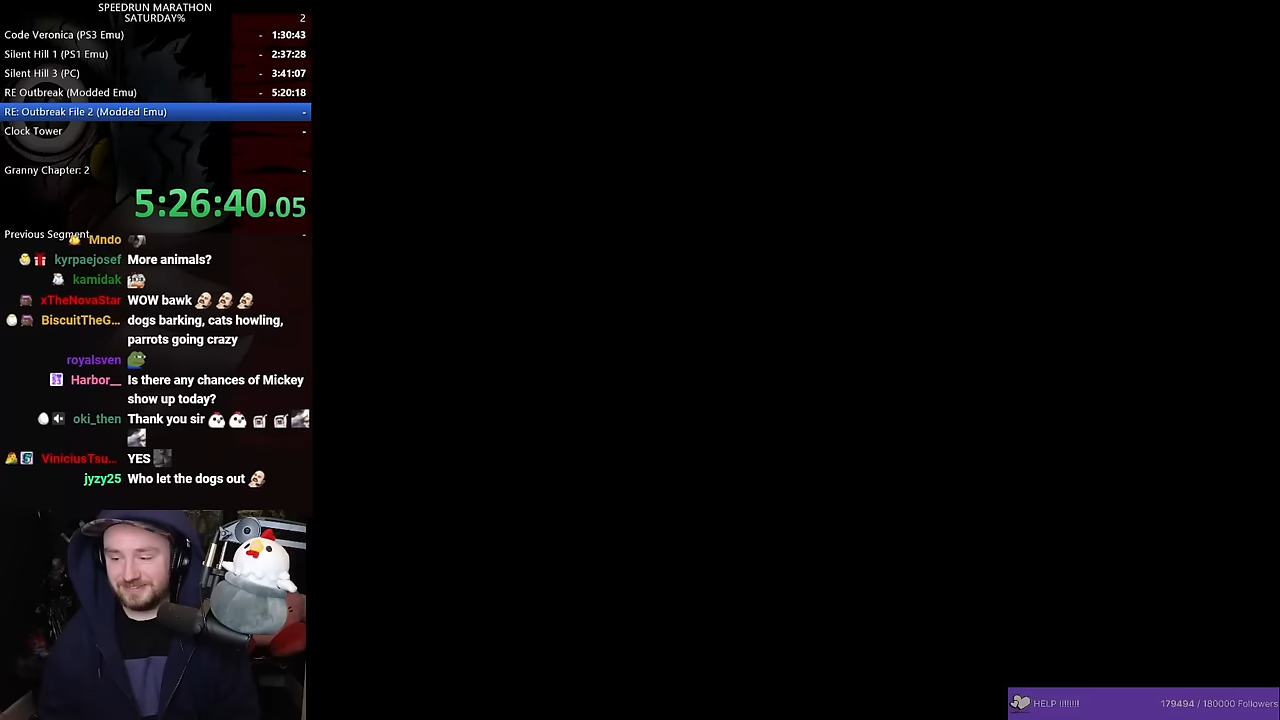 SPEEDRUN MARATHON
SATURDAY%
2
Code Veronica (PS3 Emu) - 1:30:43
Silent Hill 1 (PS1 Emu) - 2:37:28
Silent Hill 3 (PC) - 3:41:07
RE Outbreak (Modded Emu) - 5:20:18
RE: Outbreak File 2 (Modded Emu) -
Clock Tower -
Granny Chapter: 2 -
5:26:40.05
Previous Segment -
Mndo
kyrpaejosef More animals?
kamidak
xTheNovaStar WOW bawk
BiscuitTheG... dogs barking, cats howling,
parrots going crazy
royalsven
Harbor__ Is there any chances of Mickey
show up today?
oki_then Thank you sir
ViniciusTsu... YES
jyzy25 Who let the dogs out
HELP !!!!!!! 179494 / 180000 Followers